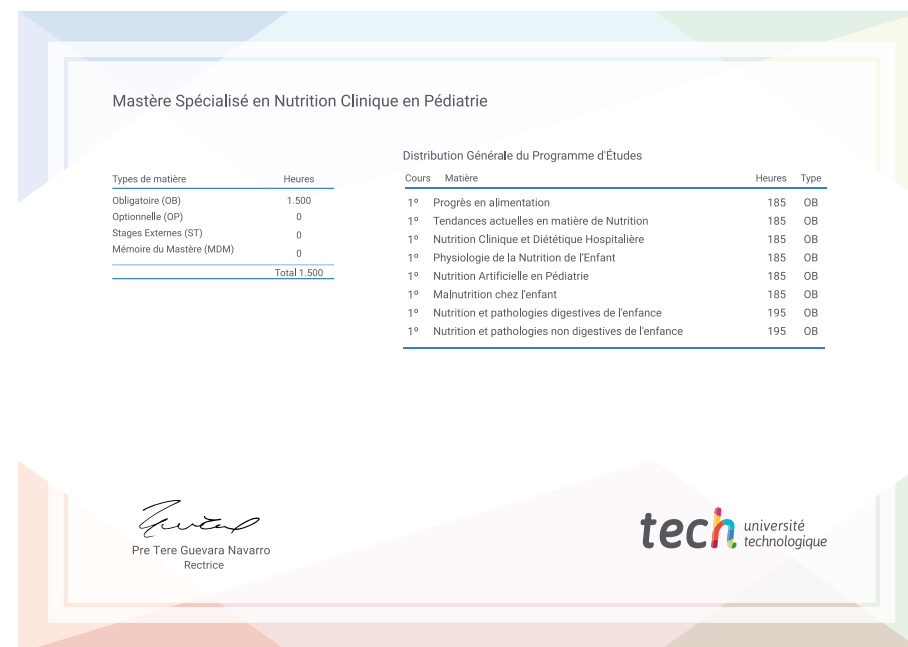 Mastère Spécialisé en Nutrition Clinique en Pédiatrie
Types de matière Heures
Obligatoire (OB) 1.500
Optionnelle (OP) 0
Stages Externes (ST) 0
Mémoire du Mastère (MDM) 0
Total 1.500
Distribution Générale du Programme d'Études
Cours Matière Heures Type
1º Progrès en alimentation 185 OB
1º Tendances actuelles en matière de Nutrition 185 OB
1º Nutrition Clinique et Diététique Hospitalière 185 OB
1º Physiologie de la Nutrition de l'Enfant 185 OB
1º Nutrition Artificielle en Pédiatrie 185 OB
1º Malnutrition chez l'enfant 185 OB
1º Nutrition et pathologies digestives de l'enfance 195 OB
1º Nutrition et pathologies non digestives de l'enfance 195 OB
Pre Tere Guevara Navarro
Rectrice
tech université
technologique